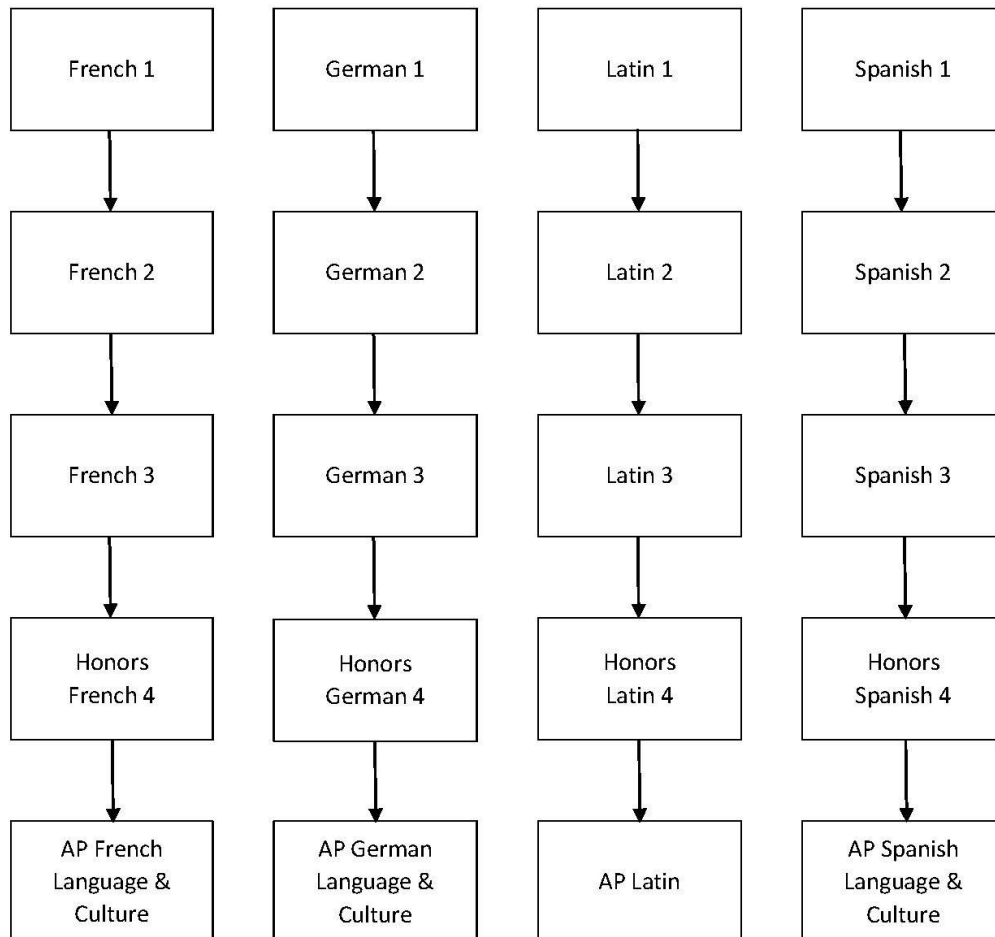 French 1
German 1
Latin 1
Spanish 1
French 2
German 2
Latin 2
Spanish 2
French 3
German 3
Latin 3
Spanish 3
Honors
French 4
Honors
German 4
Honors
Latin 4
Honors
Spanish 4
AP French
Language &
Culture
AP German
Language &
Culture
AP Latin
AP Spanish
Language &
Culture